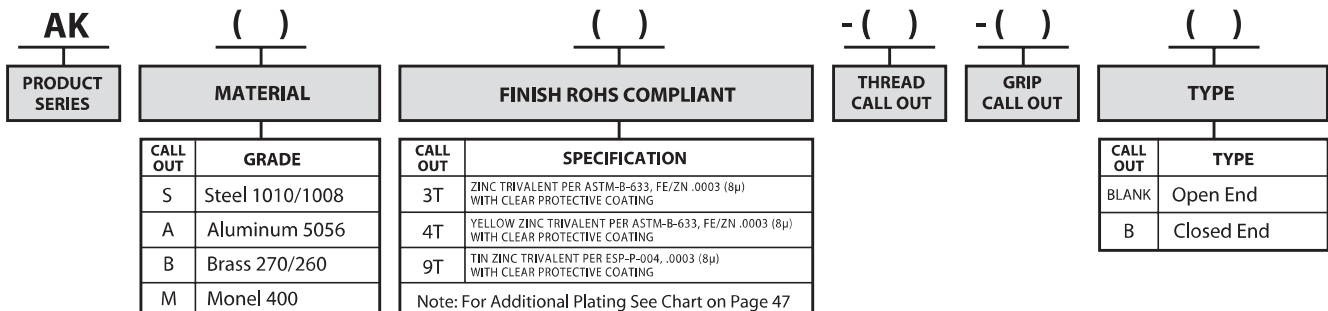 AK ( ) ( ) -( ) -( ) ( )
PRODUCT SERIES
MATERIAL
FINISH ROHS COMPLIANT
THREAD CALL OUT
GRIP CALL OUT
TYPE
CALL OUT GRADE
S Steel 1010/1008
A Aluminum 5056
B Brass 270/260
M Monel 400
CALL OUT SPECIFICATION
3T ZINC TRIVALENT PER ASTM-B-633, FE/ZN .0003 (8µ)
WITH CLEAR PROTECTIVE COATING
4T YELLOW ZINC TRIVALENT PER ASTM-B-633, FE/ZN .0003 (8µ)
WITH CLEAR PROTECTIVE COATING
9T TIN ZINC TRIVALENT PER ESP-P-004, .0003 (8µ)
WITH CLEAR PROTECTIVE COATING
Note: For Additional Plating See Chart on Page 47
CALL OUT TYPE
BLANK Open End
B Closed End